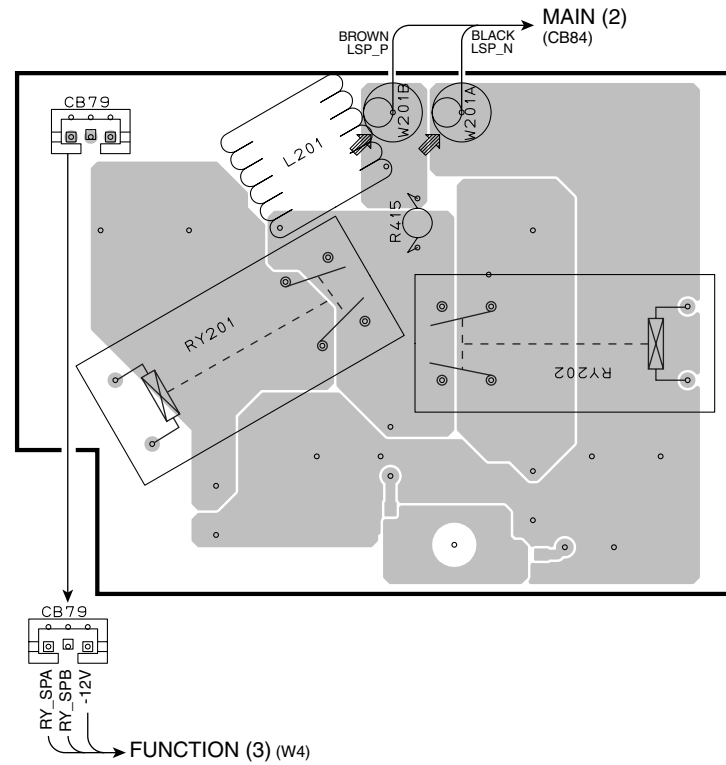 MAIN (2)
(CB84)
BROWN
LSP_P
BLACK
LSP_N
CB79
W201B
W201A
L201
R415
RY201
RY202
CB79
RY_SPA
RY_SPB
-12V
FUNCTION (3) (W4)